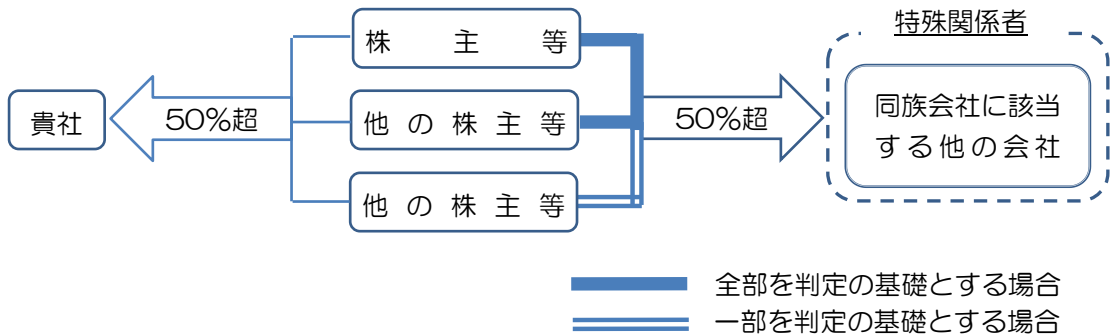 特殊関係者
株主等
貴社
50%超
他の株主等
50%超
同族会社に該当
する他の会社
他の株主等
全部を判定の基礎とする場合
一部を判定の基礎とする場合